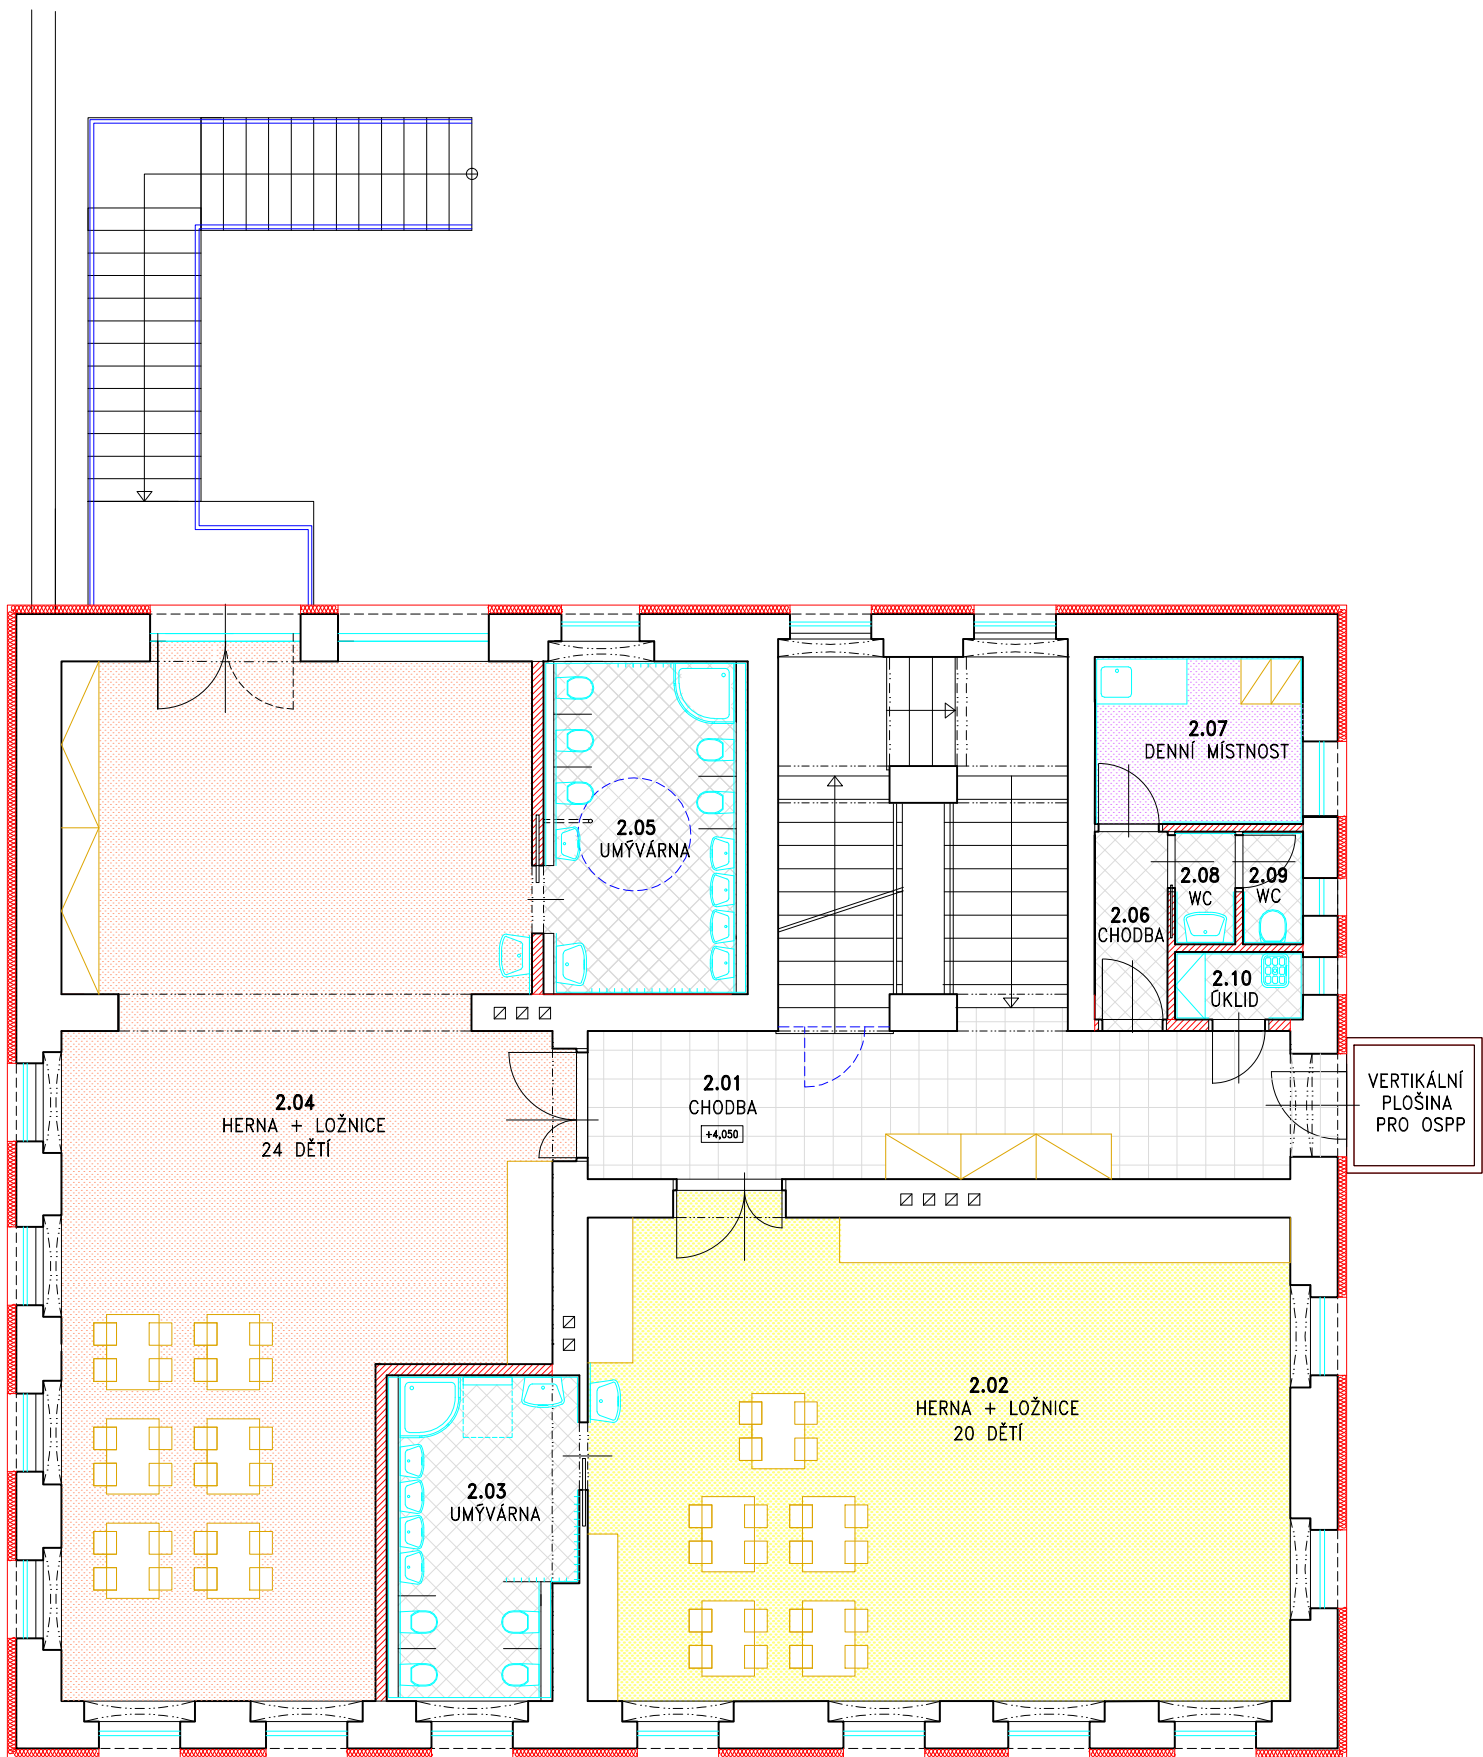 2.07
DENNÍ MÍSTNOST
2.05
UMÝVÁRNA
2.08
WC
2.09
WC
2.06
CHODBA
2.10
ÚKLID
2.01
CHODBA
+4,050
VERTIKÁLNÍ
PLOŠINA
PRO OSPP
2.04
HERNA + LOŽNICE
24 DĚTÍ
2.02
HERNA + LOŽNICE
20 DĚTÍ
2.03
UMÝVÁRNA